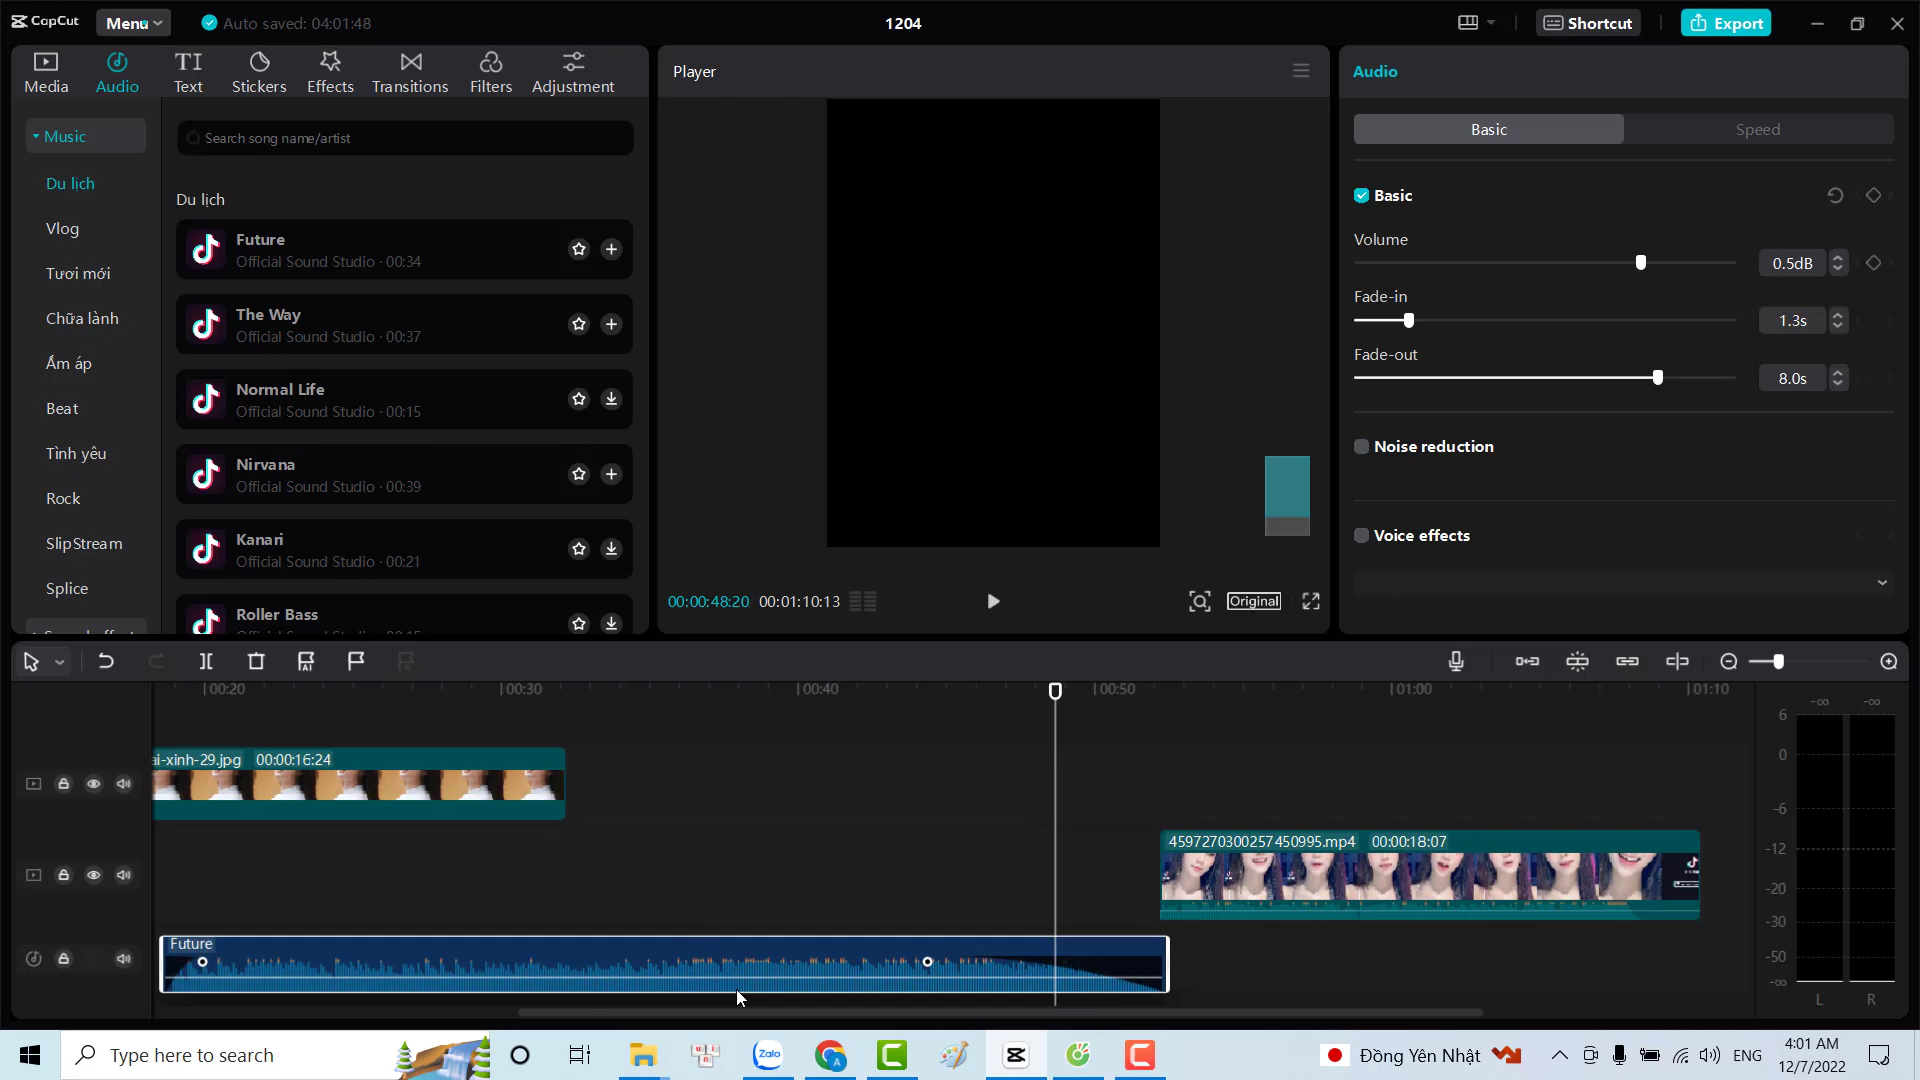 CapCut
Menu
Auto saved: 04:01:48
1204
Shortcut
Export
Media
Audio
Text
Stickers
Effects
Transitions
Filters
Adjustment
Music
Du lịch
Vlog
Tươi mới
Chữa lành
Ấm áp
Beat
Tình yêu
Rock
SlipStream
Splice
Search song name/artist
Du lịch
Future
Official Sound Studio · 00:34
The Way
Official Sound Studio · 00:37
Normal Life
Official Sound Studio · 00:15
Nirvana
Official Sound Studio · 00:39
Kanari
Official Sound Studio · 00:21
Roller Bass
Player
00:00:48:20 00:01:10:13
Original
Audio
Basic
Speed
Basic
Volume
0.5dB
Fade-in
1.3s
Fade-out
8.0s
Noise reduction
Voice effects
00:20
00:30
00:40
00:50
01:00
01:10
ai-xinh-29.jpg 00:00:16:24
4597270300257450995.mp4 00:00:18:07
Future
-∞ -∞
6
0
-6
-12
-20
-30
-50
-∞
L R
Type here to search
Zalo
Đồng Yên Nhật
ENG
4:01 AM
12/7/2022